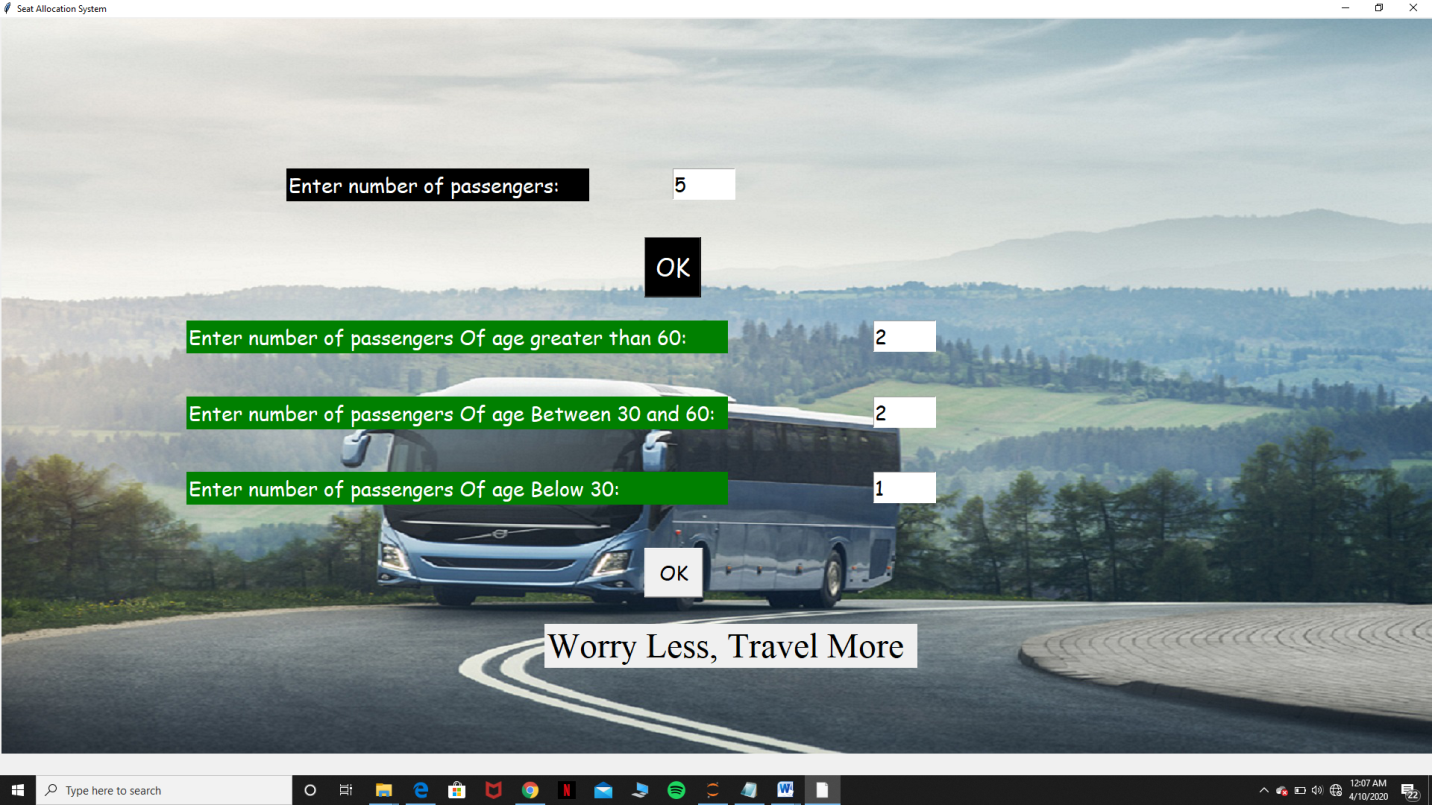 Seat Allocation System
Enter number of passengers:
5
OK
Enter number of passengers Of age greater than 60:
2
Enter number of passengers Of age Between 30 and 60:
2
Enter number of passengers Of age Below 30:
1
OK
Worry Less, Travel More
Type here to search
12:07 AM
4/10/2020
22